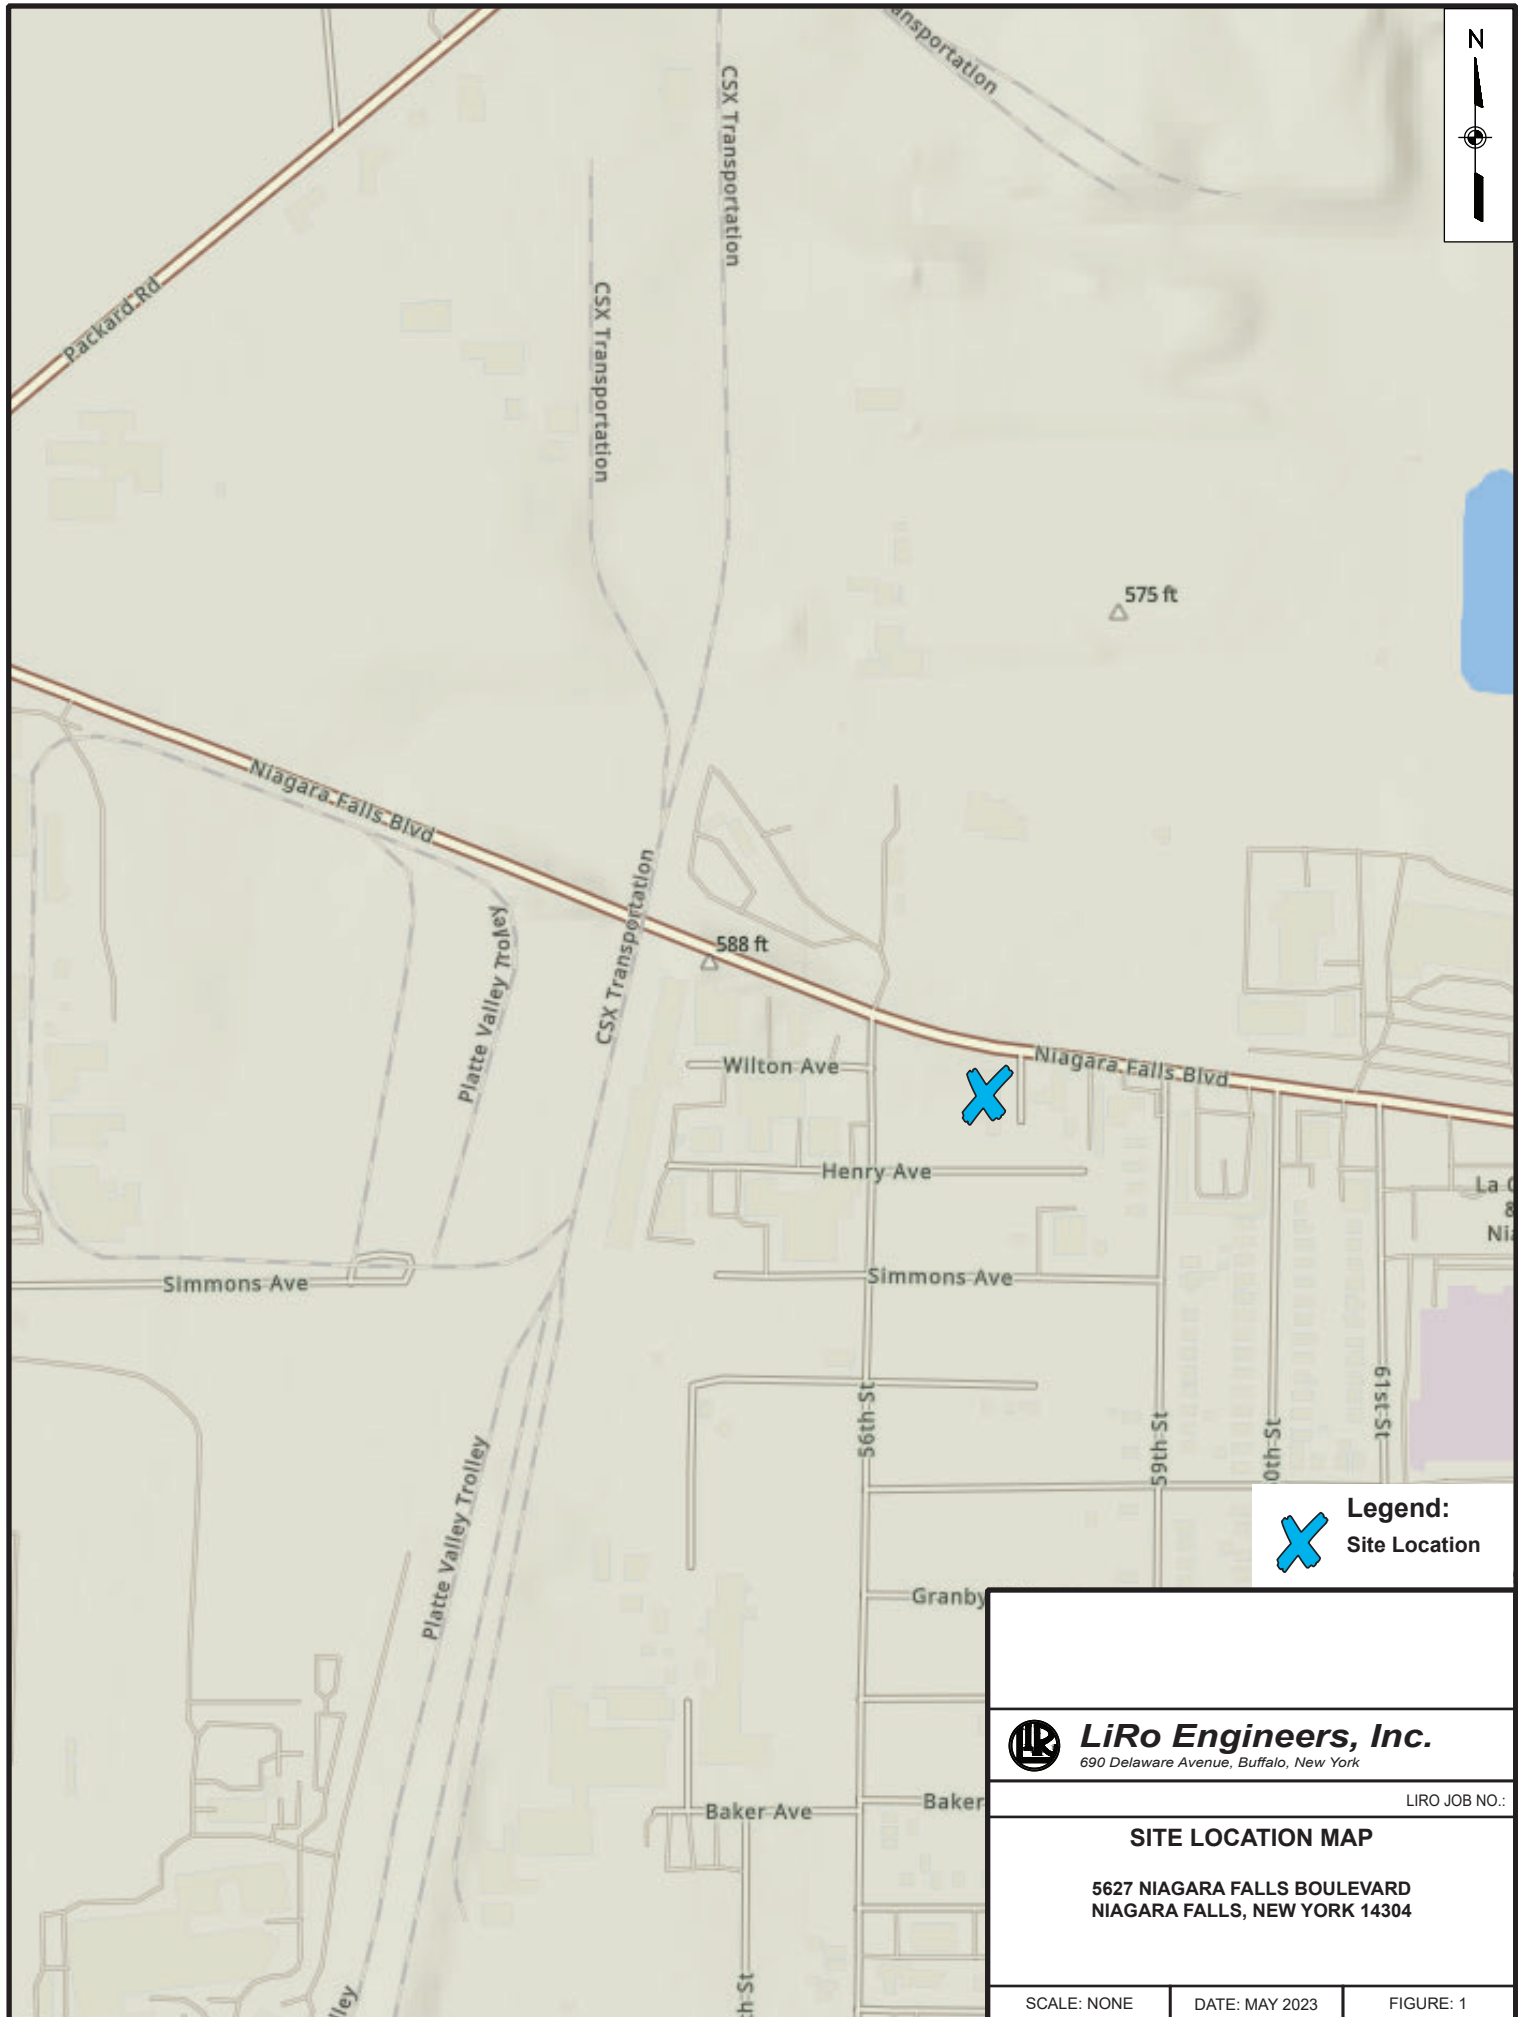 N
ansportation
CSX Transportation
CSX Transportation
Packard Rd
575 ft
Niagara Falls Blvd
CSX Transportation
Platte Valley Trolley
588 ft
Wilton Ave
Niagara Falls Blvd
Henry Ave
La
Nia
Simmons Ave
Simmons Ave
56th St
59th St
0th St
61st St
Platte Valley Trolley
Legend:
Site Location
Granby
LiRo Engineers, Inc.
690 Delaware Avenue, Buffalo, New York
LIRO JOB NO.:
Baker Ave
Baker
SITE LOCATION MAP
5627 NIAGARA FALLS BOULEVARD
NIAGARA FALLS, NEW YORK 14304
lley
h St
SCALE: NONE
DATE: MAY 2023
FIGURE: 1